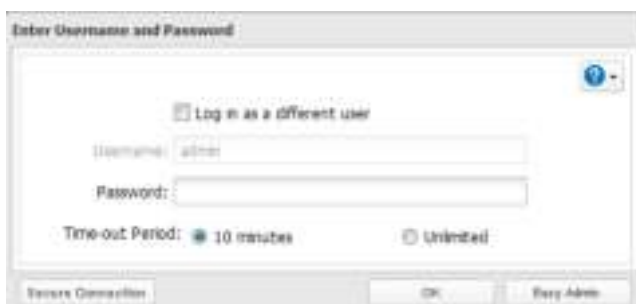 Enter Username and Password
Log in as a different user
Username: admin
Password:
Time-out Period: 10 minutes Unlimited
Secure Connection OK Easy Admin